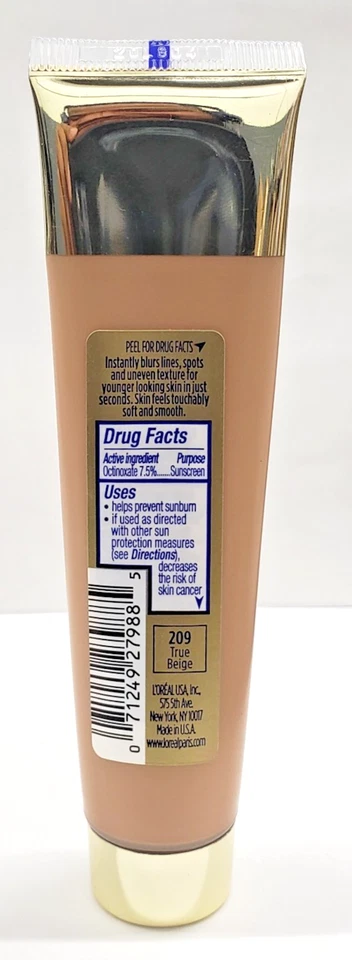 PEEL FOR DRUG FACTS
Instantly blurs lines, spots
and uneven texture for
younger looking skin in just
seconds. Skin feels touchably
soft and smooth.
Drug Facts
Active ingredient Purpose
Octinoxate 7.5%......Sunscreen
Uses
• helps prevent sunburn
• if used as directed
with other sun
protection measures
(see Directions),
decreases
the risk of
skin cancer
209
True
Beige
L'ORÉAL USA, Inc.,
575 5th Ave.
New York, NY 10017
Made in U.S.A.
www.lorealparis.com
0 71249 27988 5